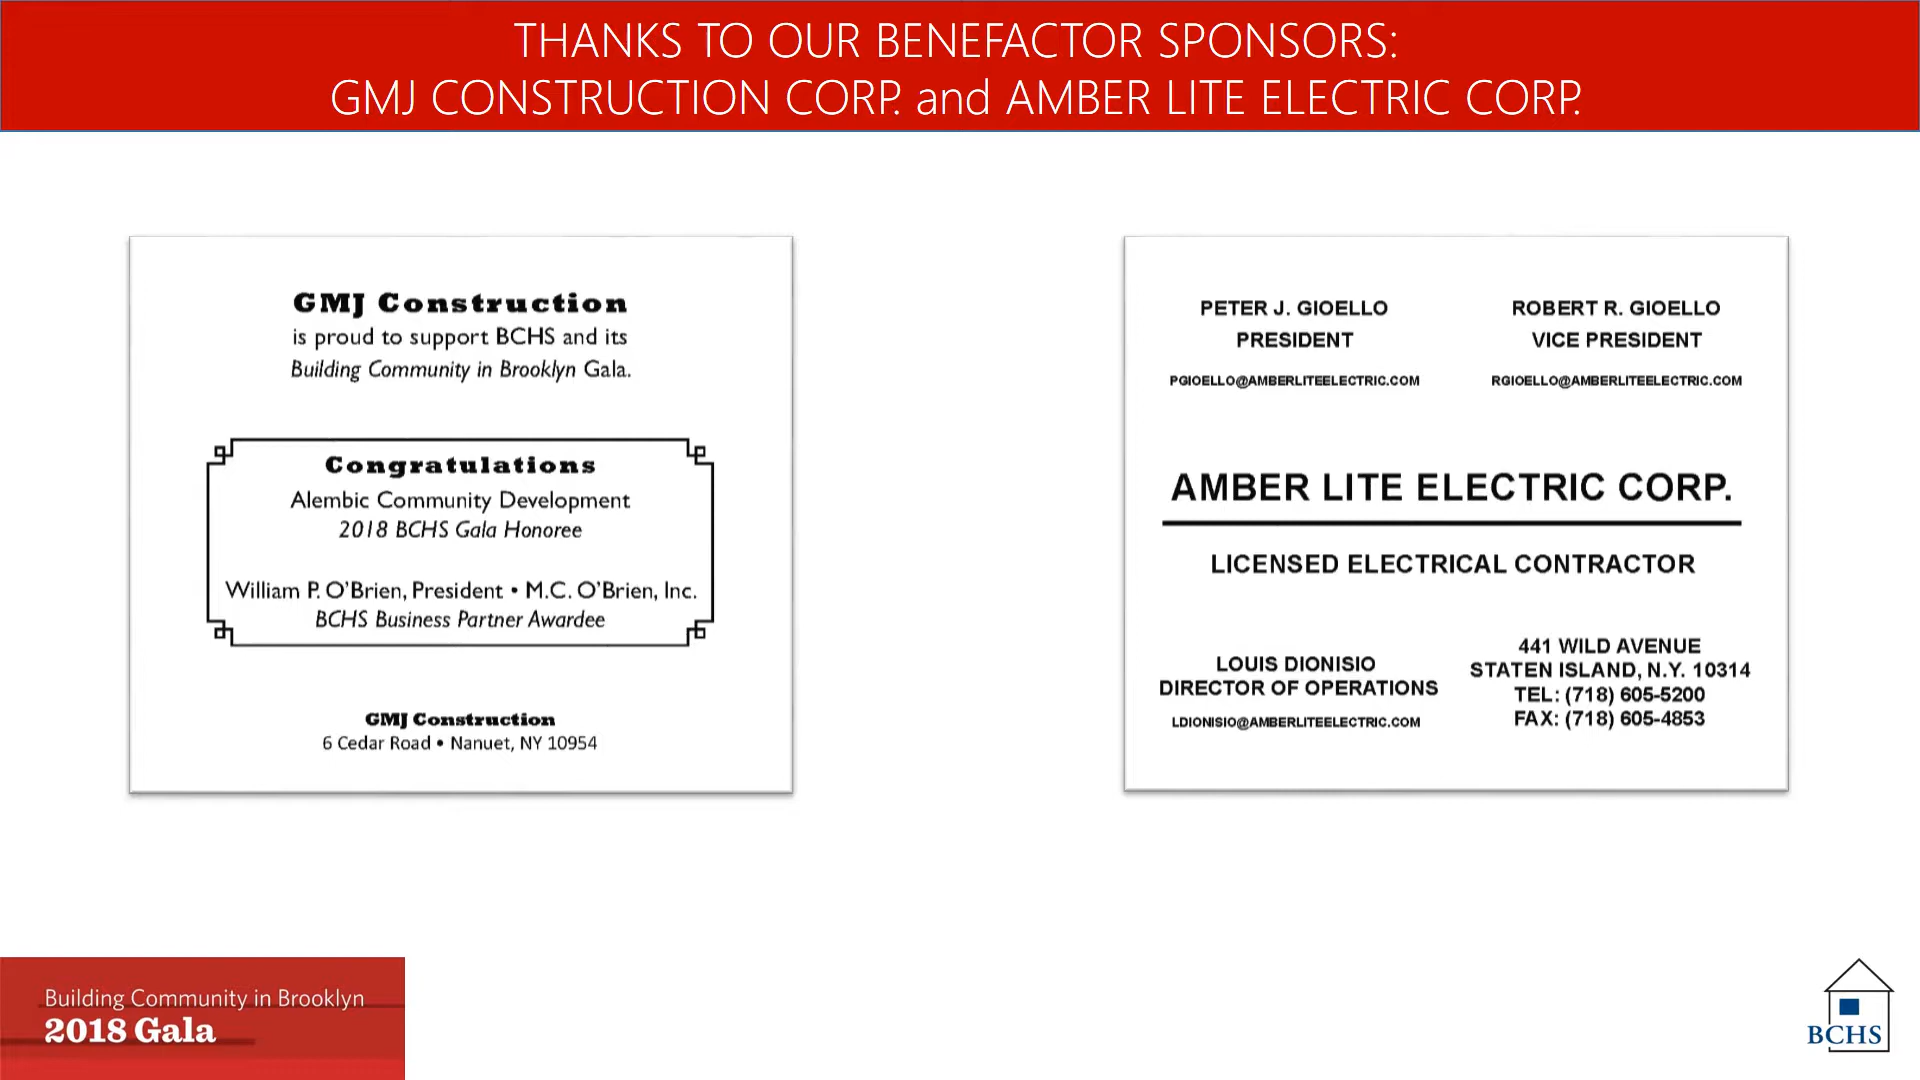 THANKS TO OUR BENEFACTOR SPONSORS:
GMJ CONSTRUCTION CORP. and AMBER LITE ELECTRIC CORP.
GMJ Construction
is proud to support BCHS and its
Building Community in Brooklyn Gala.
Congratulations
Alembic Community Development
2018 BCHS Gala Honoree
William P. O'Brien, President • M.C. O'Brien, Inc.
BCHS Business Partner Awardee
GMJ Construction
6 Cedar Road • Nanuet, NY 10954
PETER J. GIOELLO
PRESIDENT
PGIOELLO@AMBERLITEELECTRIC.COM
ROBERT R. GIOELLO
VICE PRESIDENT
RGIOELLO@AMBERLITEELECTRIC.COM
AMBER LITE ELECTRIC CORP.
LICENSED ELECTRICAL CONTRACTOR
LOUIS DIONISIO
DIRECTOR OF OPERATIONS
LDIONISIO@AMBERLITEELECTRIC.COM
441 WILD AVENUE
STATEN ISLAND, N.Y. 10314
TEL: (718) 605-5200
FAX: (718) 605-4853
Building Community in Brooklyn
2018 Gala
BCHS